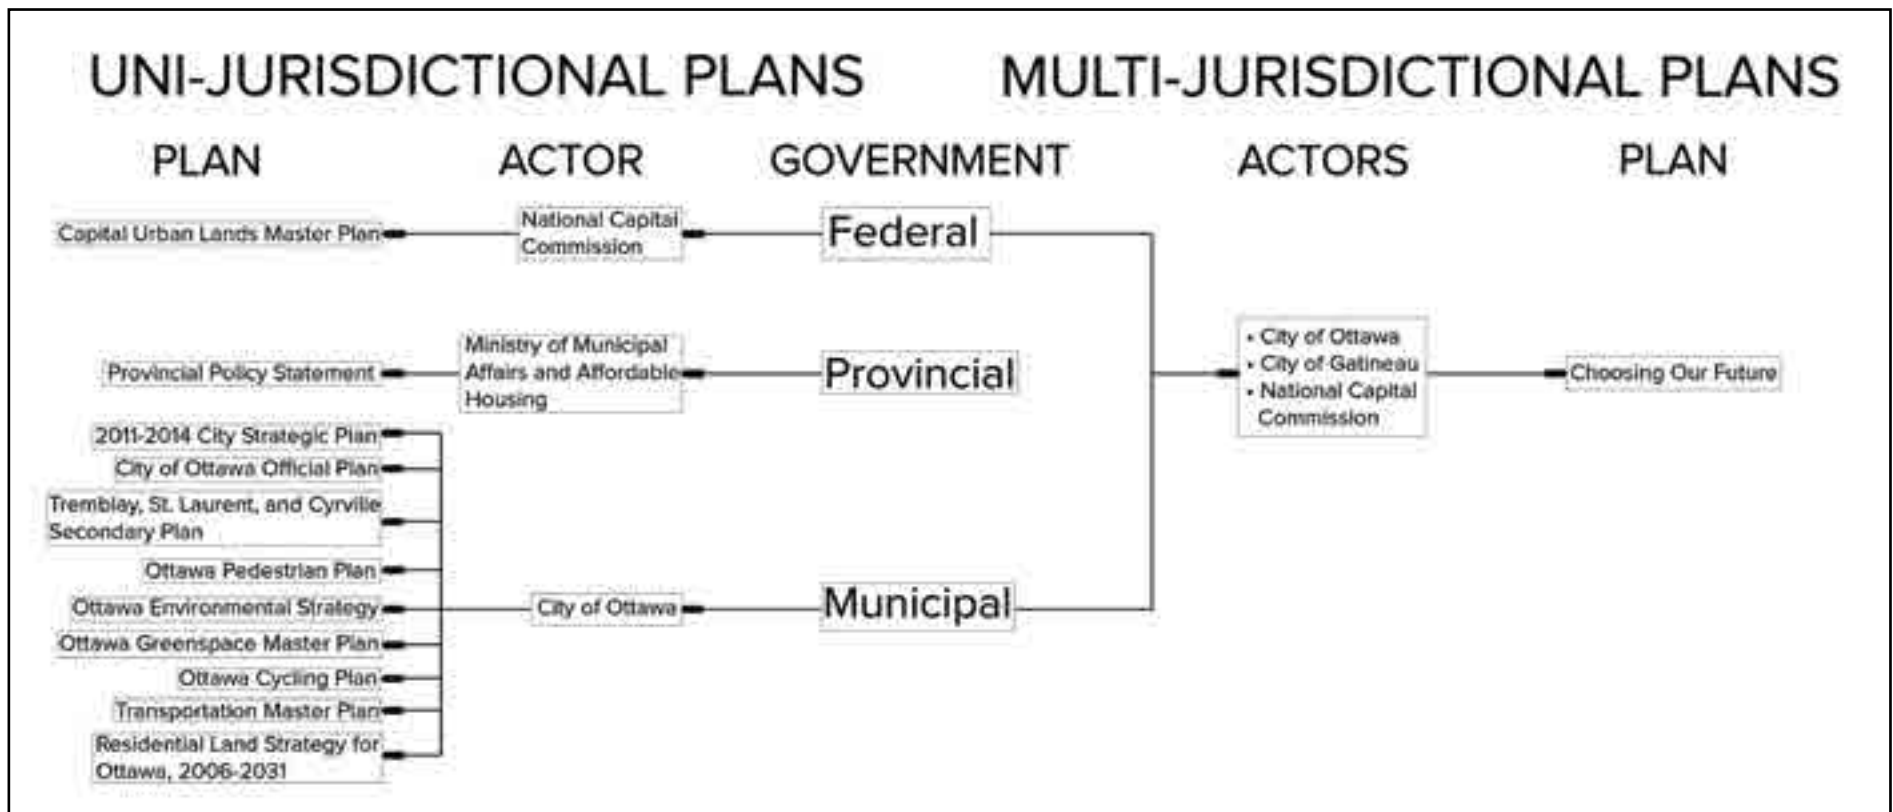 UNI-JURISDICTIONAL PLANS
MULTI-JURISDICTIONAL PLANS
PLAN
ACTOR
GOVERNMENT
ACTORS
PLAN
Capital Urban Lands Master Plan
National Capital
Commission
Federal
Provincial Policy Statement
Ministry of Municipal
Affairs and Affordable
Housing
Provincial
• City of Ottawa
• City of Gatineau
• National Capital
Commission
Choosing Our Future
2011-2014 City Strategic Plan
City of Ottawa Official Plan
Tremblay, St. Laurent, and Cyrville
Secondary Plan
Ottawa Pedestrian Plan
Ottawa Environmental Strategy
Ottawa Greenspace Master Plan
Ottawa Cycling Plan
Transportation Master Plan
Residential Land Strategy for
Ottawa, 2006-2031
City of Ottawa
Municipal